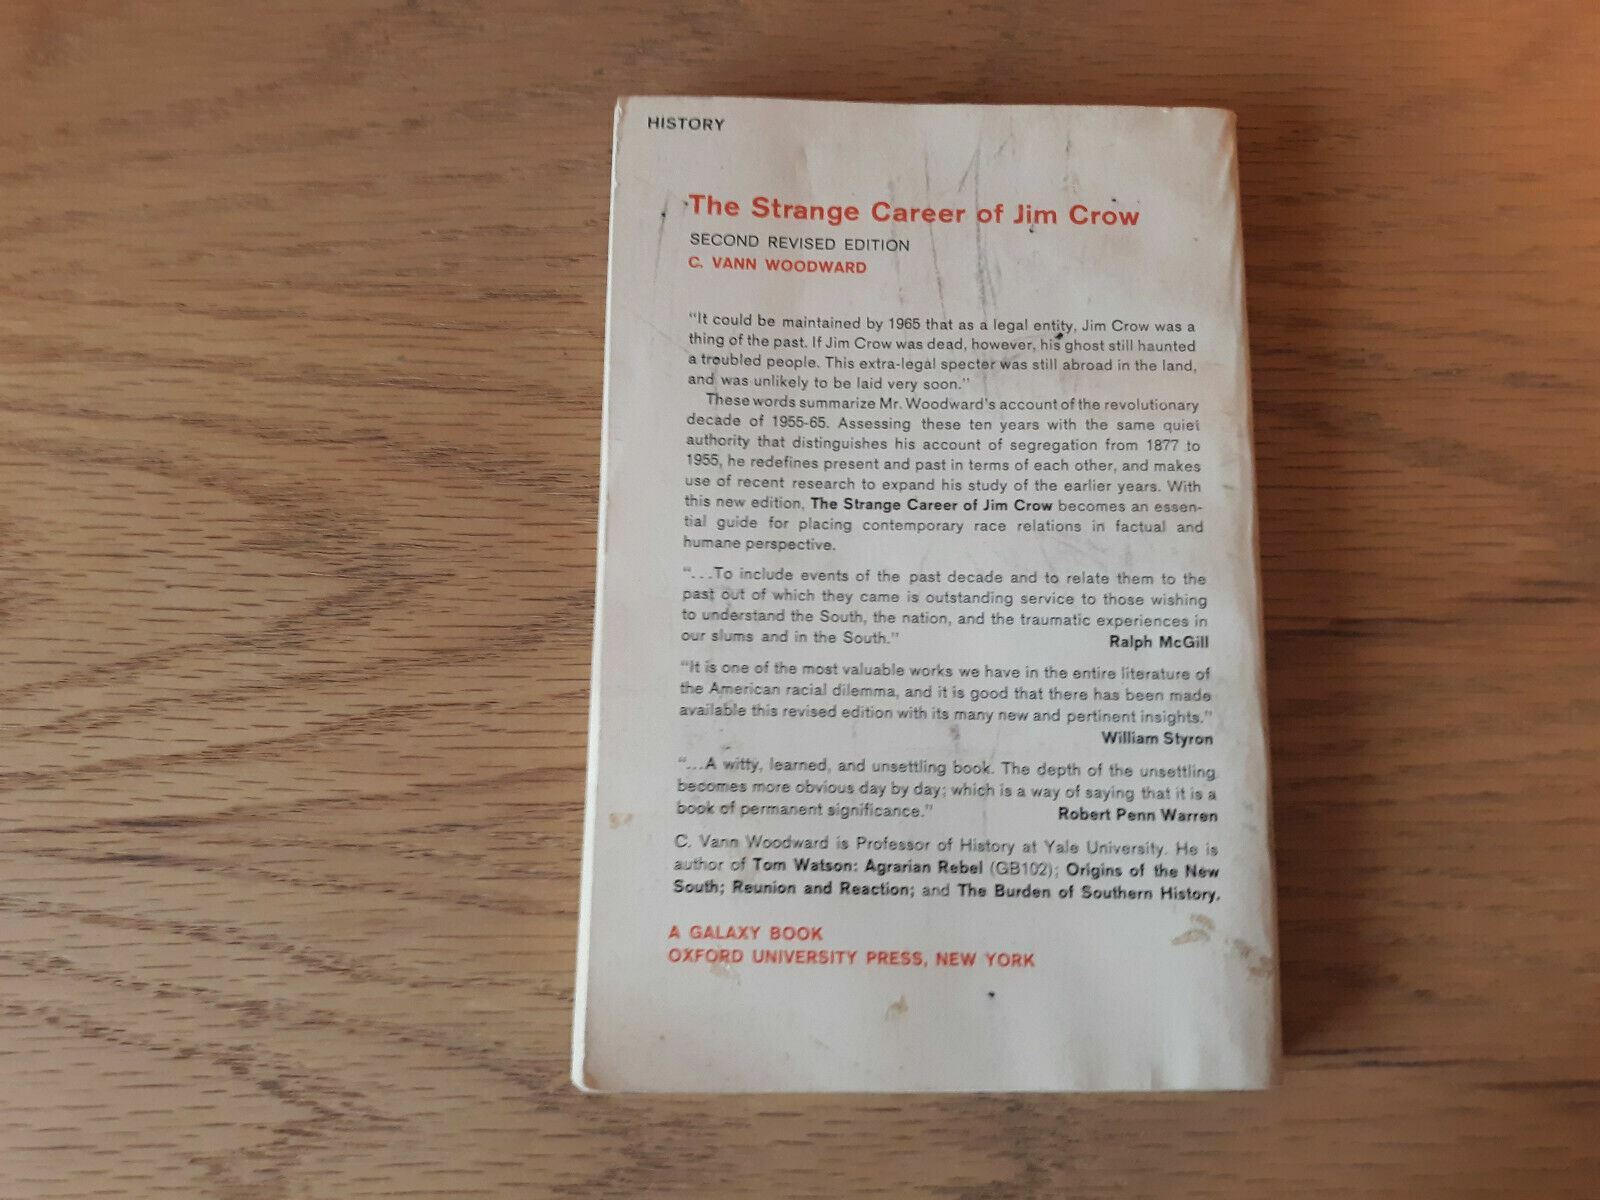 HISTORY
The Strange Career of Jim Crow
SECOND REVISED EDITION
C. VANN WOODWARD
"It could be maintained by 1965 that as a legal entity, Jim Crow was a
thing of the past. If Jim Crow was dead, however, his ghost still haunted
a troubled people. This extra-legal specter was still abroad in the land,
and was unlikely to be laid very soon."
These words summarize Mr. Woodward's account of the revolutionary
decade of 1955-65. Assessing these ten years with the same quiet
authority that distinguishes his account of segregation from 1877 to
1955, he redefines present and past in terms of each other, and makes
use of recent research to expand his study of the earlier years. With
this new edition, The Strange Career of Jim Crow becomes an essen-
tial guide for placing contemporary race relations in factual and
humane perspective.
"...To include events of the past decade and to relate them to the
past out of which they came is outstanding service to those wishing
to understand the South, the nation, and the traumatic experiences in
our slums and in the South." Ralph McGill
"It is one of the most valuable works we have in the entire literature of
the American racial dilemma, and it is good that there has been made
available this revised edition with its many new and pertinent insights."
William Styron
"...A witty, learned, and unsettling book. The depth of the unsettling
becomes more obvious day by day; which is a way of saying that it is a
book of permanent significance." Robert Penn Warren
C. Vann Woodward is Professor of History at Yale University. He is
author of Tom Watson: Agrarian Rebel (GB102); Origins of the New
South; Reunion and Reaction; and The Burden of Southern History.
A GALAXY BOOK
OXFORD UNIVERSITY PRESS, NEW YORK